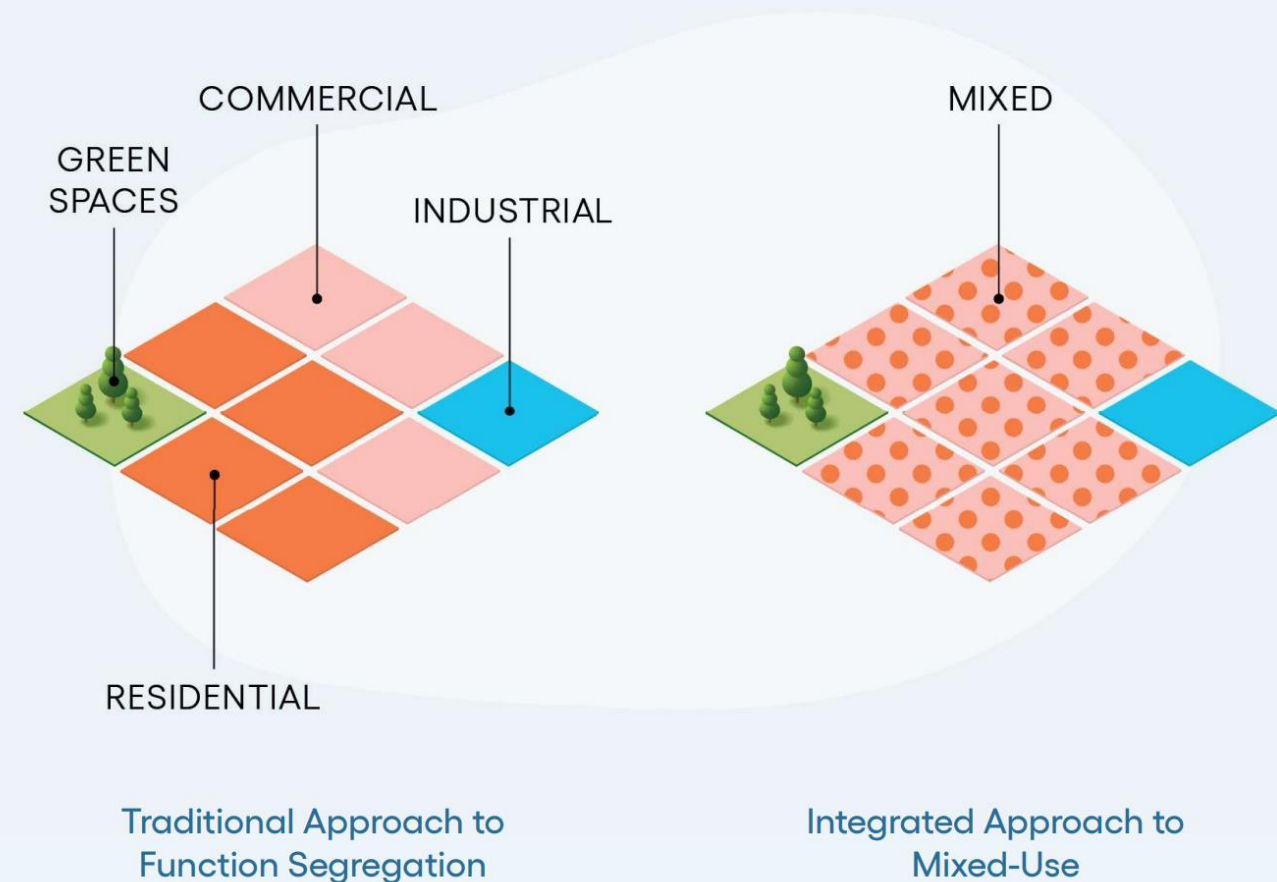 COMMERCIAL
GREEN
SPACES
INDUSTRIAL
RESIDENTIAL
Traditional Approach to
Function Segregation
MIXED
Integrated Approach to
Mixed-Use